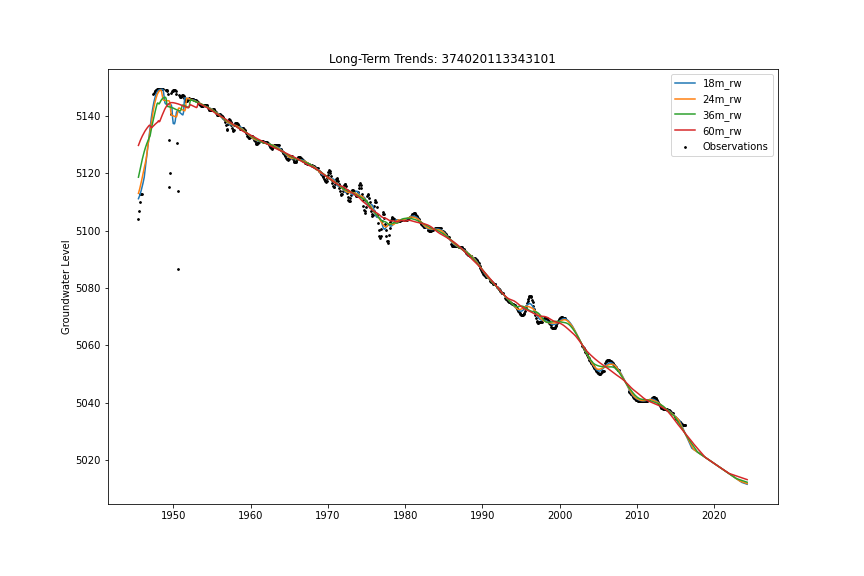 Long-Term Trends: 374020113343101
18m_rw
24m_rw
36m_rw
60m_rw
Observations
Groundwater Level
5140
5120
5100
5080
5060
5040
5020
1950 1960 1970 1980 1990 2000 2010 2020